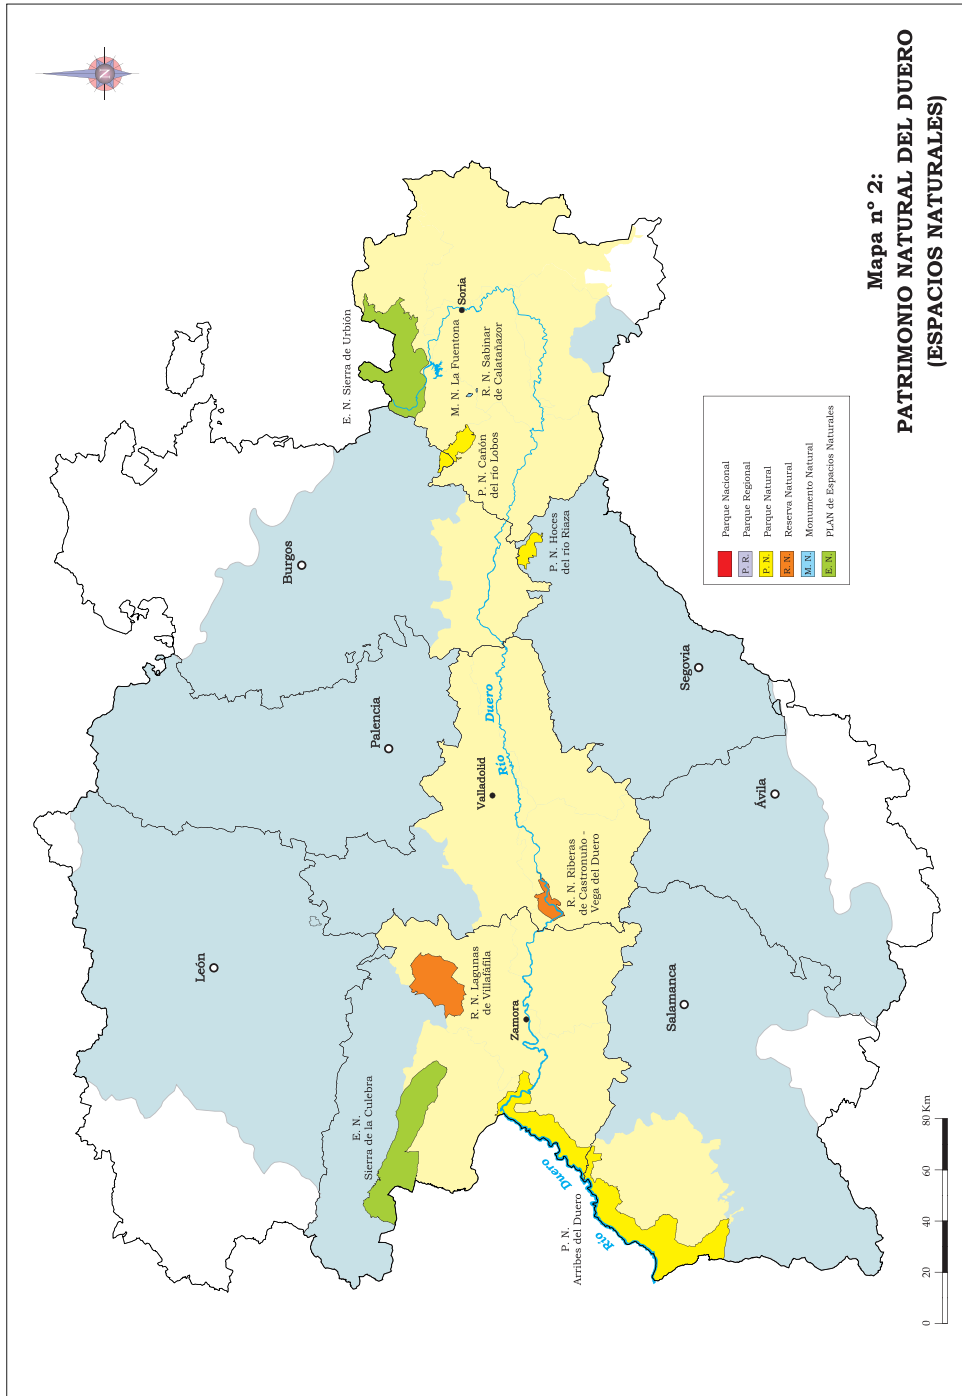 Mapa nº 2:
PATRIMONIO NATURAL DEL DUERO
(ESPACIOS NATURALES)
N
E. N. Sierra de Urbión
Soria
M. N. La Fuentona
R. N. Sabinar
de Calatañazor
P. N. Cañón
del río Lobos
P. N. Hoces
del río Riaza
Burgos
Palencia
León
Valladolid
Río
Duero
Segovia
Ávila
Salamanca
Zamora
R. N. Riberas
de Castronuño -
Vega del Duero
R. N. Lagunas
de Villafáfila
E. N.
Sierra de la Culebra
P. N.
Arribes del Duero
Río
Duero
Parque Nacional
P. R. Parque Regional
P. N. Parque Natural
R. N. Reserva Natural
M. N. Monumento Natural
E. N. PLAN de Espacios Naturales
0 20 40 60 80 Km